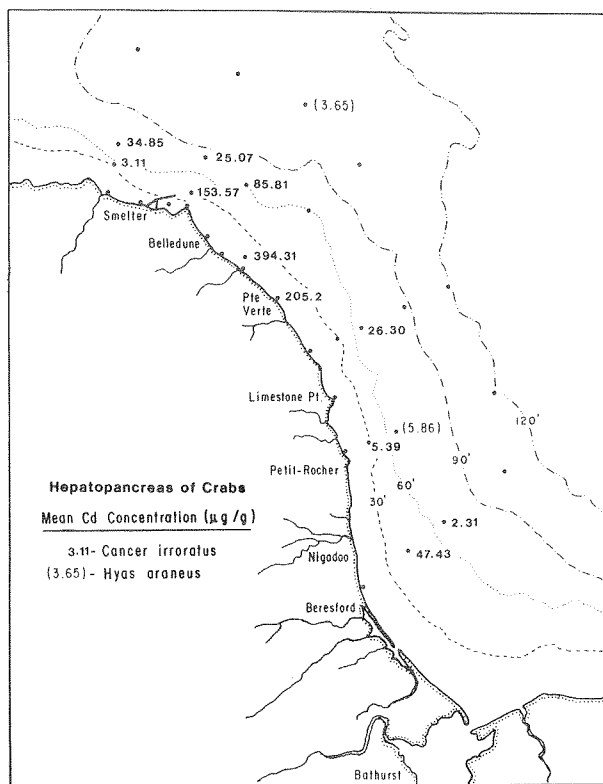 (3.65)
34.85
25.07
3.11
85.81
153.57
Smelter
Belledune
394.31
Pte
Verte
205.2
26.30
Limestone Pt.
(5.86)
120'
5.39
90'
Petit-Rocher
60'
Hepatopancreas of Crabs
30'
Mean Cd Concentration (µg/g)
2.31
3.11- Cancer irroratus
47.43
Nigadoo
(3.65) - Hyas araneus
Beresford
Bathurst